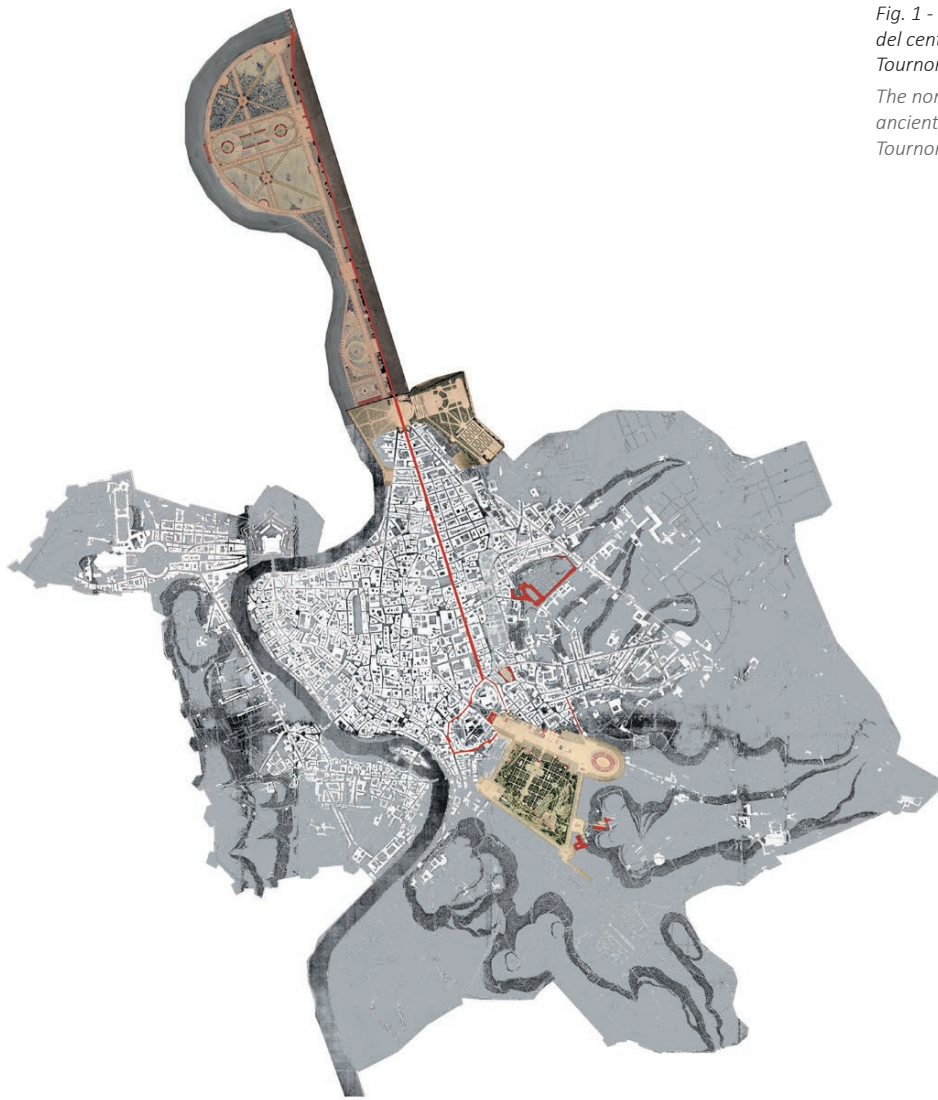 Fig. 1 -
del cent
Tournon
The nor
ancient
Tournon